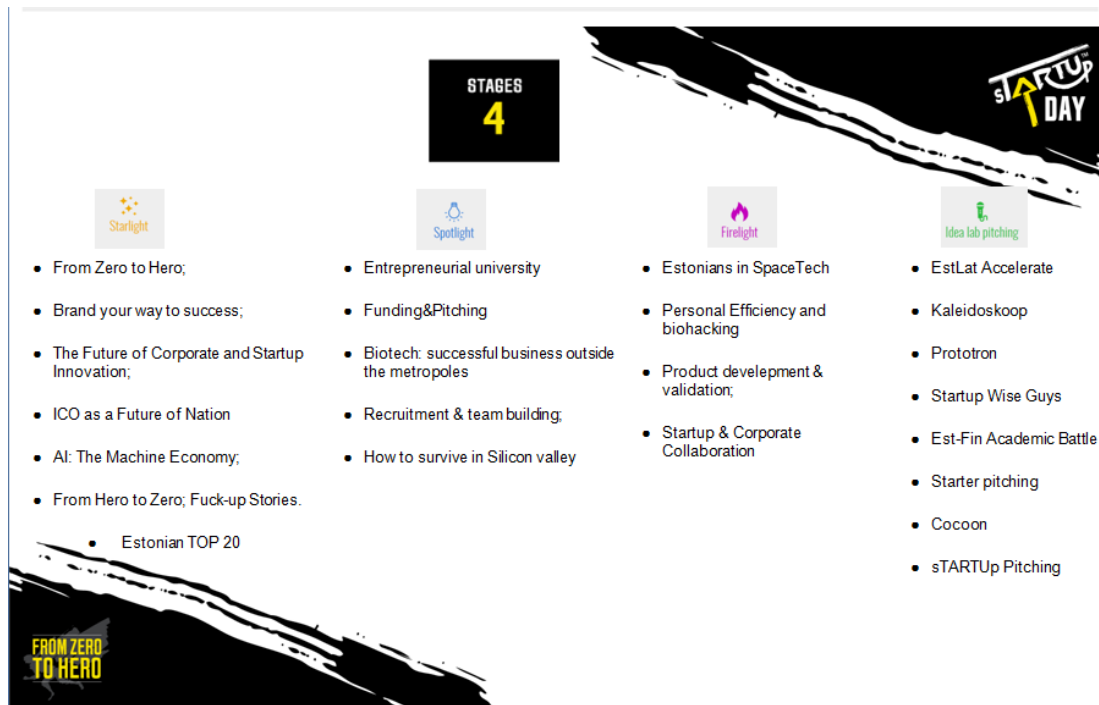 STAGES
4
sTARTUp™
DAY
Starlight
From Zero to Hero;
Brand your way to success;
The Future of Corporate and Startup
Innovation;
ICO as a Future of Nation
AI: The Machine Economy;
From Hero to Zero; Fuck-up Stories.
Estonian TOP 20
Spotlight
Entrepreneurial university
Funding&Pitching
Biotech: successful business outside
the metropoles
Recruitment & team building;
How to survive in Silicon valley
Firelight
Estonians in SpaceTech
Personal Efficiency and
biohacking
Product develepment &
validation;
Startup & Corporate
Collaboration
Idea lab pitching
EstLat Accelerate
Kaleidoskoop
Prototron
Startup Wise Guys
Est-Fin Academic Battle
Starter pitching
Cocoon
sTARTUp Pitching
FROM ZERO
TO HERO